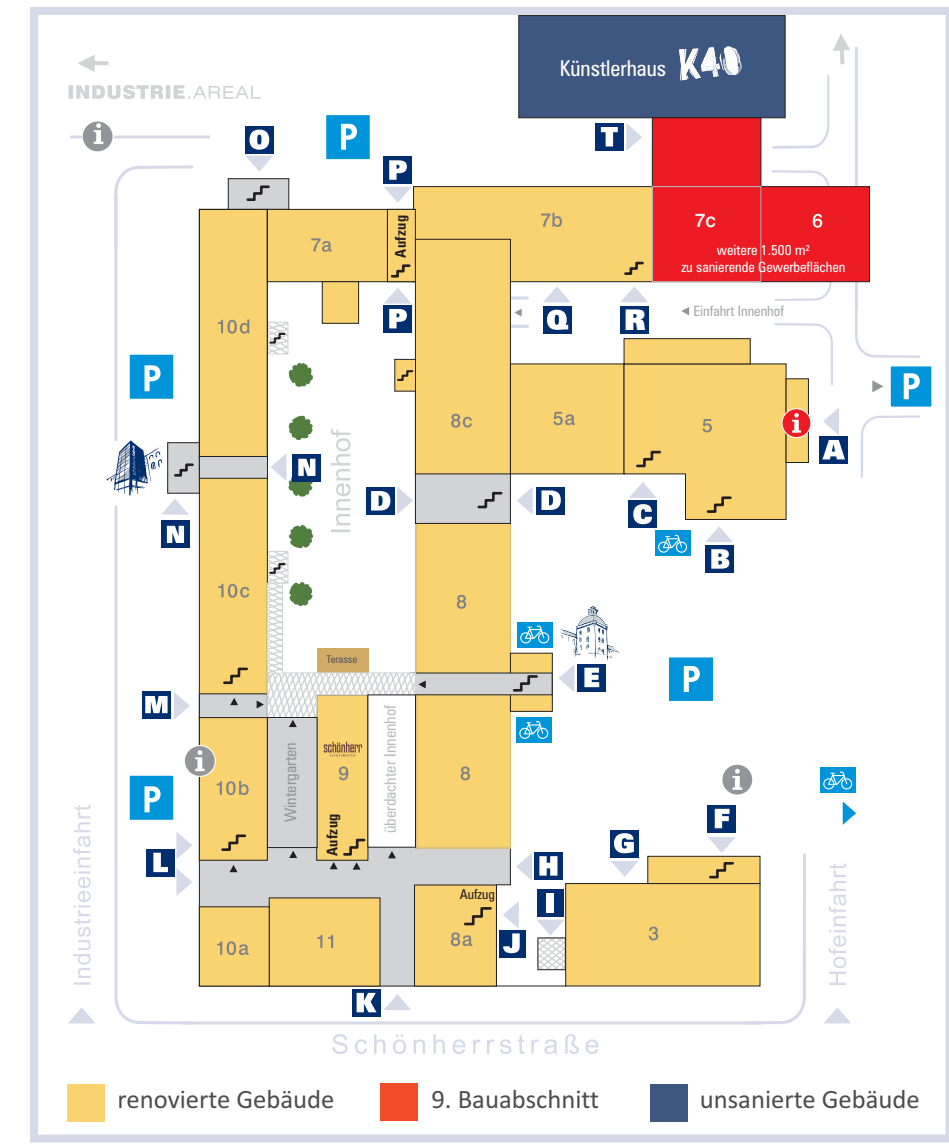 Künstlerhaus K40
INDUSTRIE.AREAL
i
O
P
P
T
7a
Aufzug
7b
7c
6
weitere 1.500 m²
zu sanierende Gewerbeflächen
P
Q
R
Einfahrt Innenhof
10d
P
Innenhof
8c
5a
5
i
A
P
N
N
D
D
C
B
10c
8
E
P
Terasse
M
schönherr
i
10b
P
Wintergarten
9
Aufzug
überdachter Innenhof
8
i
F
G
L
H
I
Aufzug
8a
J
3
10a
11
K
Industrieeinfahrt
Hofeinfahrt
Schönherrstraße
renovierte Gebäude
9. Bauabschnitt
unsanierte Gebäude